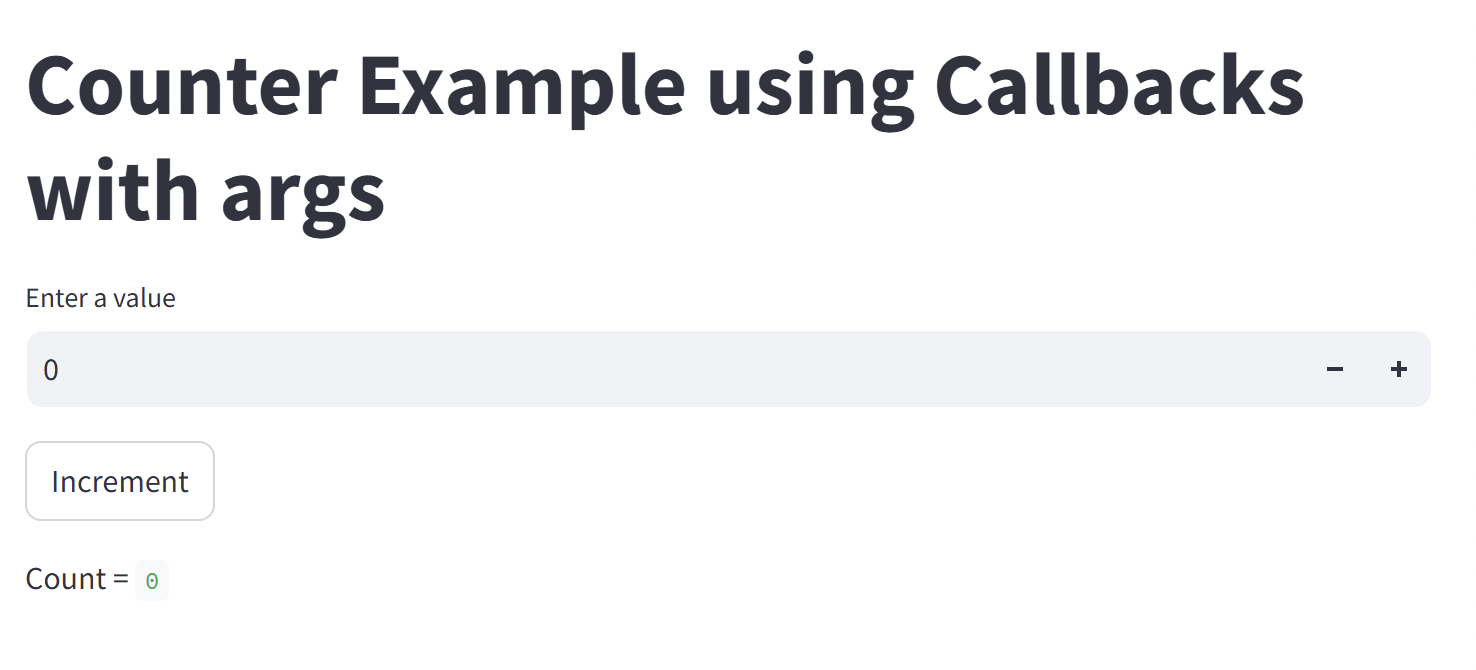 Counter Example using Callbacks
with args
Enter a value
0 − +
Increment
Count = 0